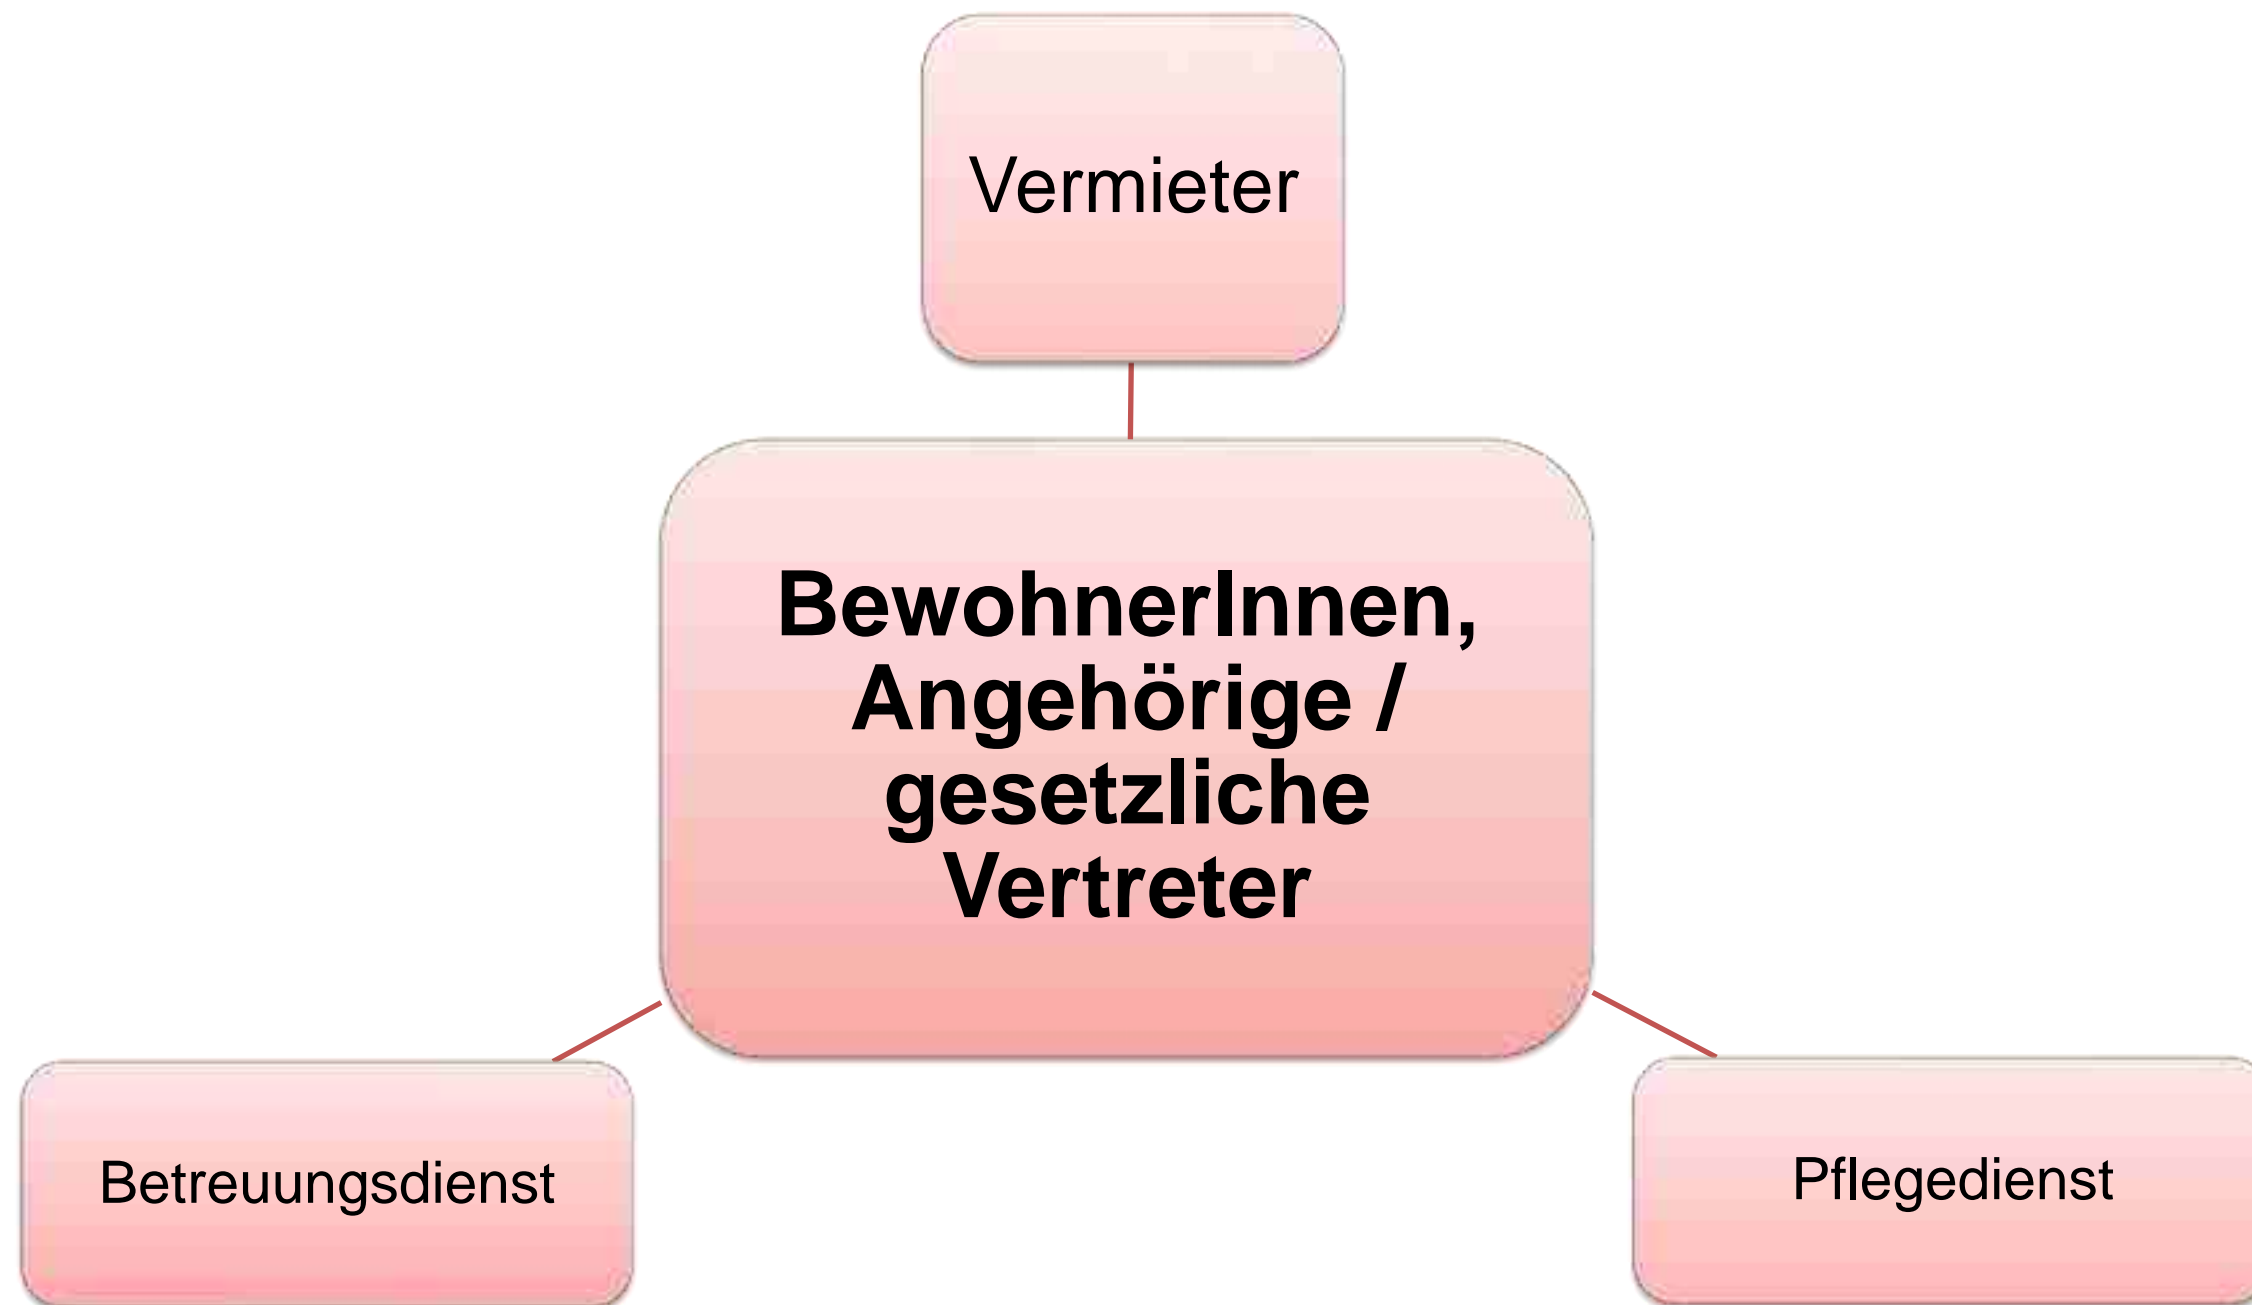 Vermieter
BewohnerInnen,
Angehörige /
gesetzliche
Vertreter
Betreuungsdienst
Pflegedienst